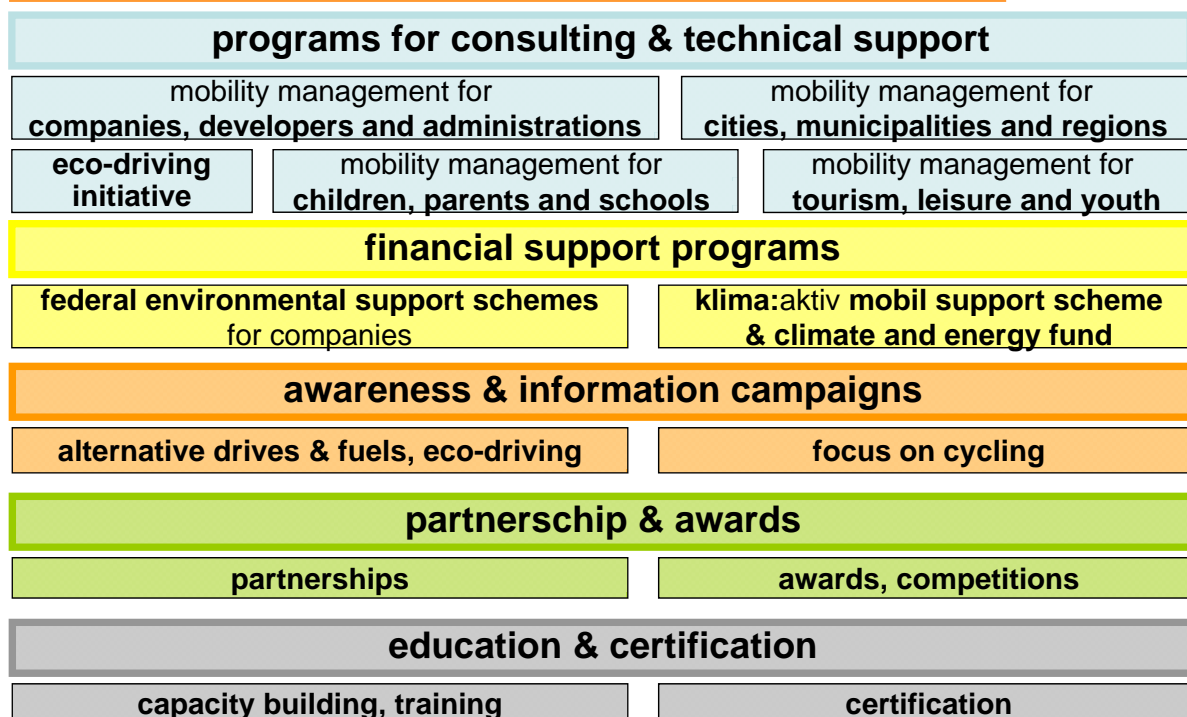 programs for consulting & technical support
mobility management for
companies, developers and administrations
mobility management for
cities, municipalities and regions
eco-driving
initiative
mobility management for
children, parents and schools
mobility management for
tourism, leisure and youth
financial support programs
federal environmental support schemes
for companies
klima:aktiv mobil support scheme
& climate and energy fund
awareness & information campaigns
alternative drives & fuels, eco-driving
focus on cycling
partnerschip & awards
partnerships
awards, competitions
education & certification
capacity building, training
certification